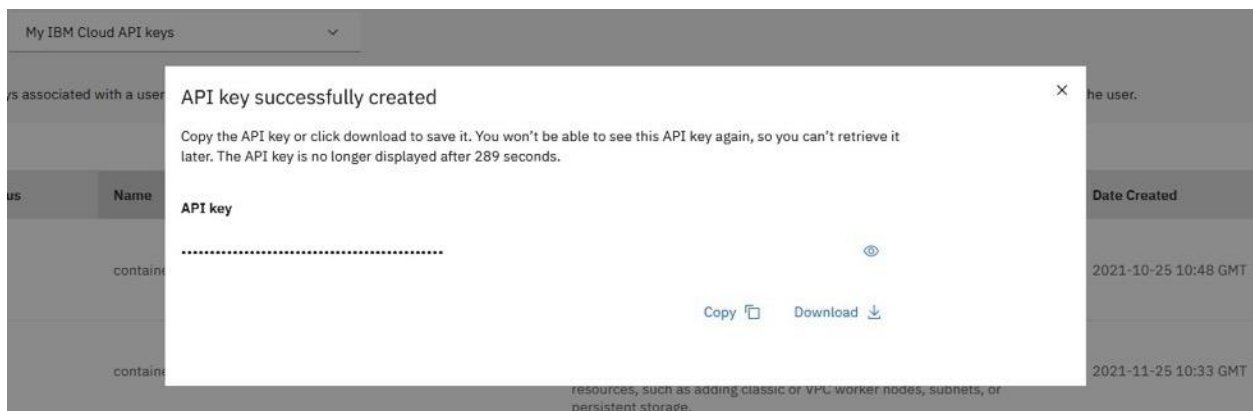 My IBM Cloud API keys
associated with a user
he user.
API key successfully created
Copy the API key or click download to save it. You won't be able to see this API key again, so you can't retrieve it
later. The API key is no longer displayed after 289 seconds.
Name
Date Created
API key
2021-10-25 10:48 GMT
Copy
Download
2021-11-25 10:33 GMT
resources, such as adding classic or VPC worker nodes, subnets, or
persistent storage.